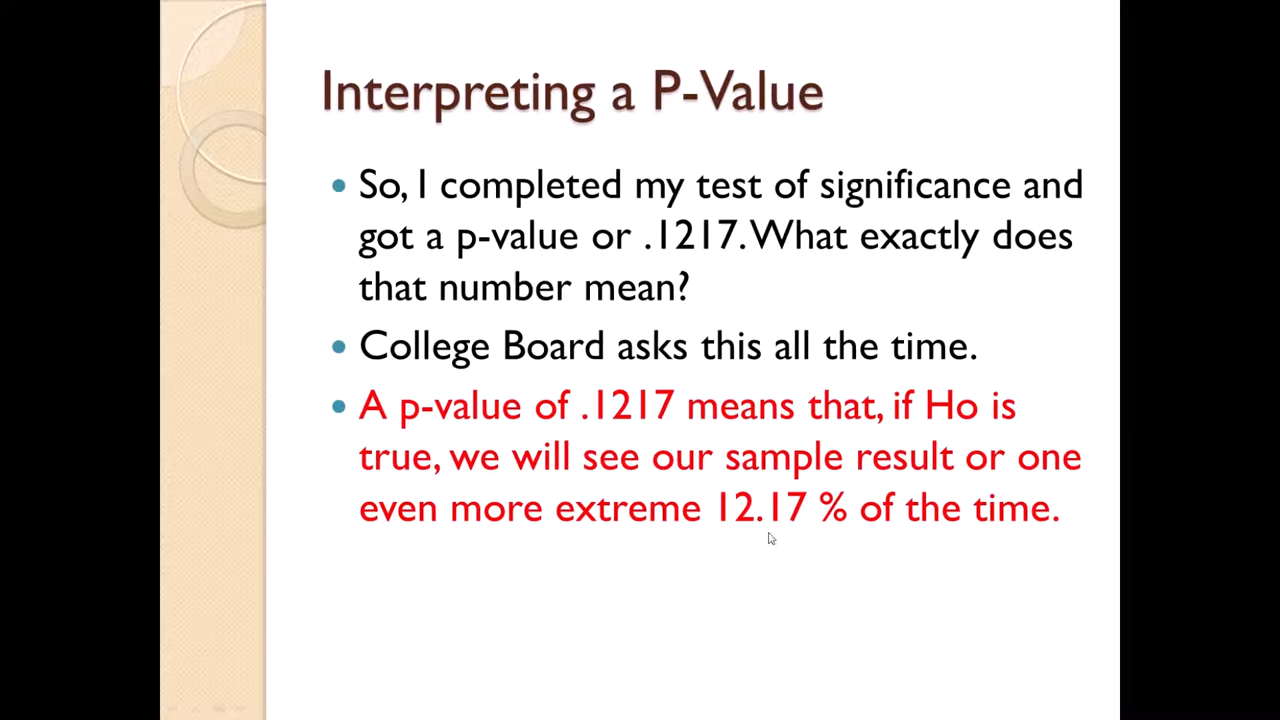 Interpreting a P-Value
• So, I completed my test of significance and
got a p-value or .1217. What exactly does
that number mean?
• College Board asks this all the time.
• A p-value of .1217 means that, if Ho is
true, we will see our sample result or one
even more extreme 12.17 % of the time.